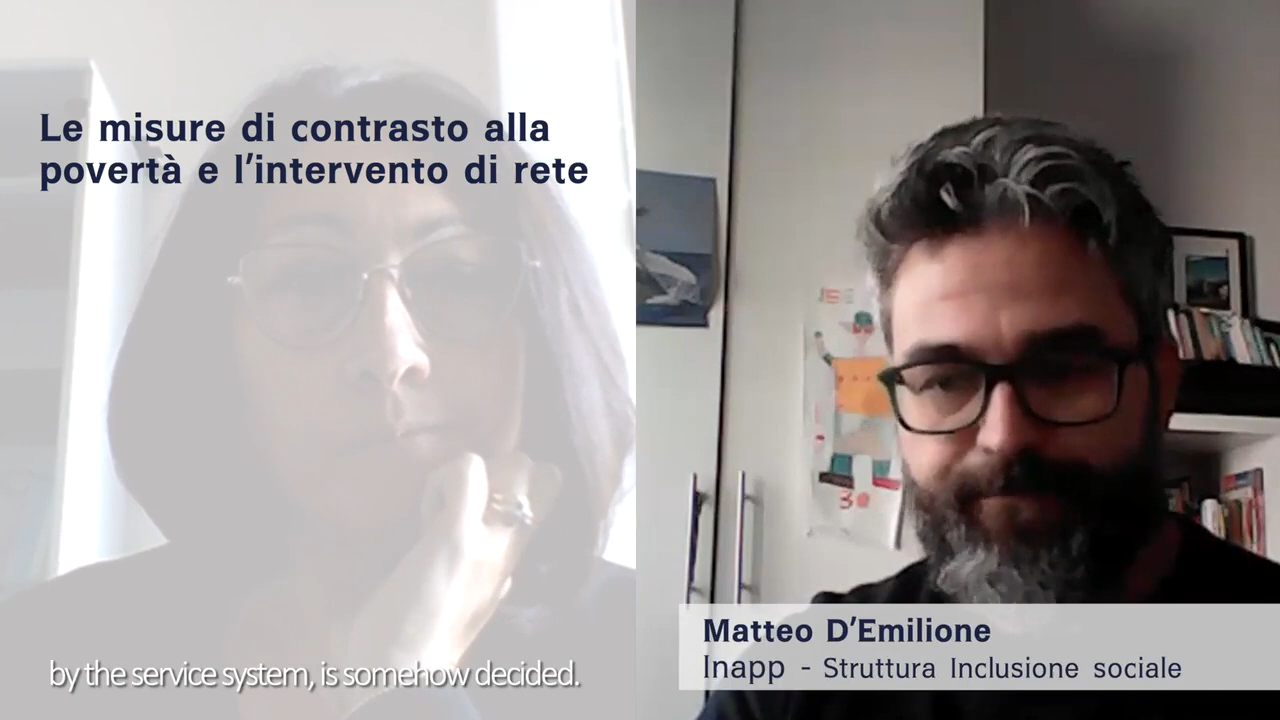 Le misure di contrasto alla
povertà e l'intervento di rete
by the service system, is somehow decided.
Matteo D'Emilione
Inapp - Struttura Inclusione sociale